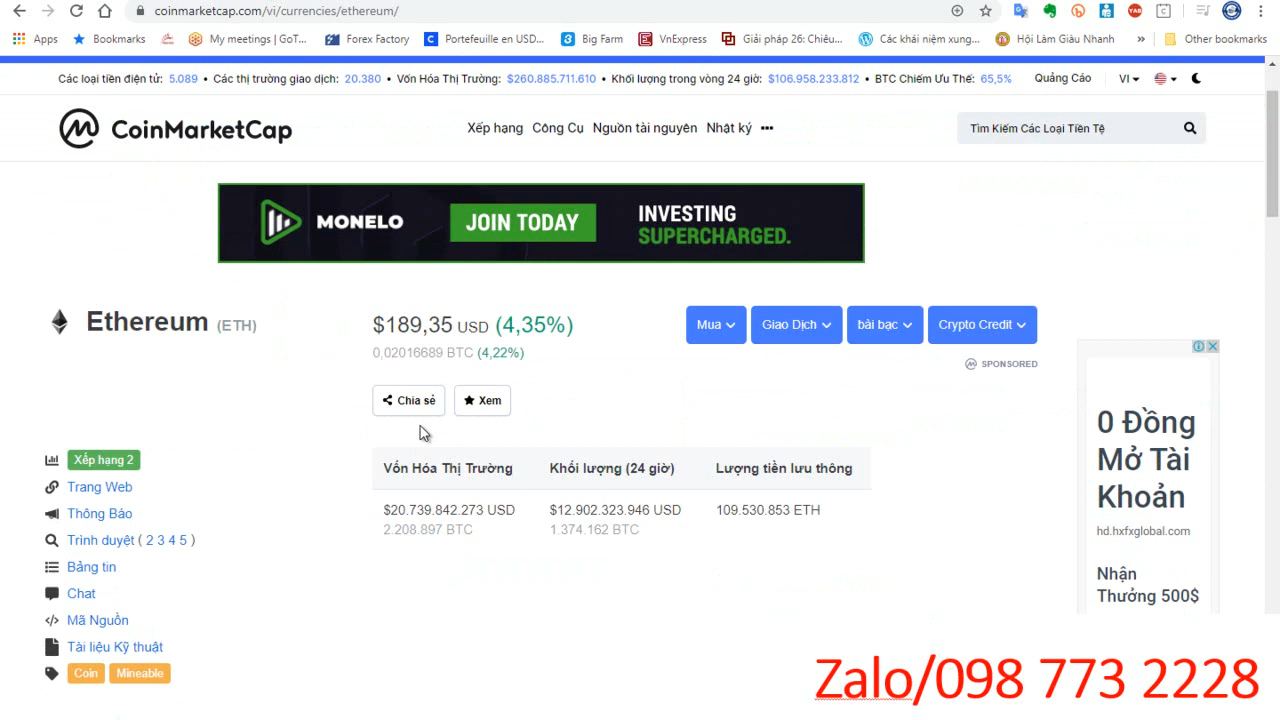 coinmarketcap.com/vi/currencies/ethereum/
Apps Bookmarks My meetings | GoT... Forex Factory Portefeuille en USD... Big Farm VnExpress Giải pháp 26: Chiêu... Các khái niệm xung... Hội Làm Giàu Nhanh » Other bookmarks
Các loại tiền điện tử: 5.089 • Các thị trường giao dịch: 20.380 • Vốn Hóa Thị Trường: $260.885.711.610 • Khối lượng trong vòng 24 giờ: $106.958.233.812 • BTC Chiếm Ưu Thế: 65,5% Quảng Cáo VI
CoinMarketCap Xếp hạng Công Cụ Nguồn tài nguyên Nhật ký ••• Tìm Kiếm Các Loại Tiền Tệ
MONELO JOIN TODAY INVESTING
SUPERCHARGED.
Ethereum (ETH) $189,35 USD (4,35%) Mua Giao Dịch bài bạc Crypto Credit
0,02016689 BTC (4,22%)
SPONSORED
Chia sẻ Xem
0 Đồng
Mở Tài
Khoản
hd.hxfxglobal.com
Nhận
Thưởng 500$
Xếp hạng 2
Trang Web
Thông Báo
Trình duyệt ( 2 3 4 5 )
Bảng tin
Chat
Mã Nguồn
Tài liệu Kỹ thuật
Coin Mineable
Vốn Hóa Thị Trường Khối lượng (24 giờ) Lượng tiền lưu thông
$20.739.842.273 USD $12.902.323.946 USD 109.530.853 ETH
2.208.897 BTC 1.374.162 BTC
Zalo/098 773 2228